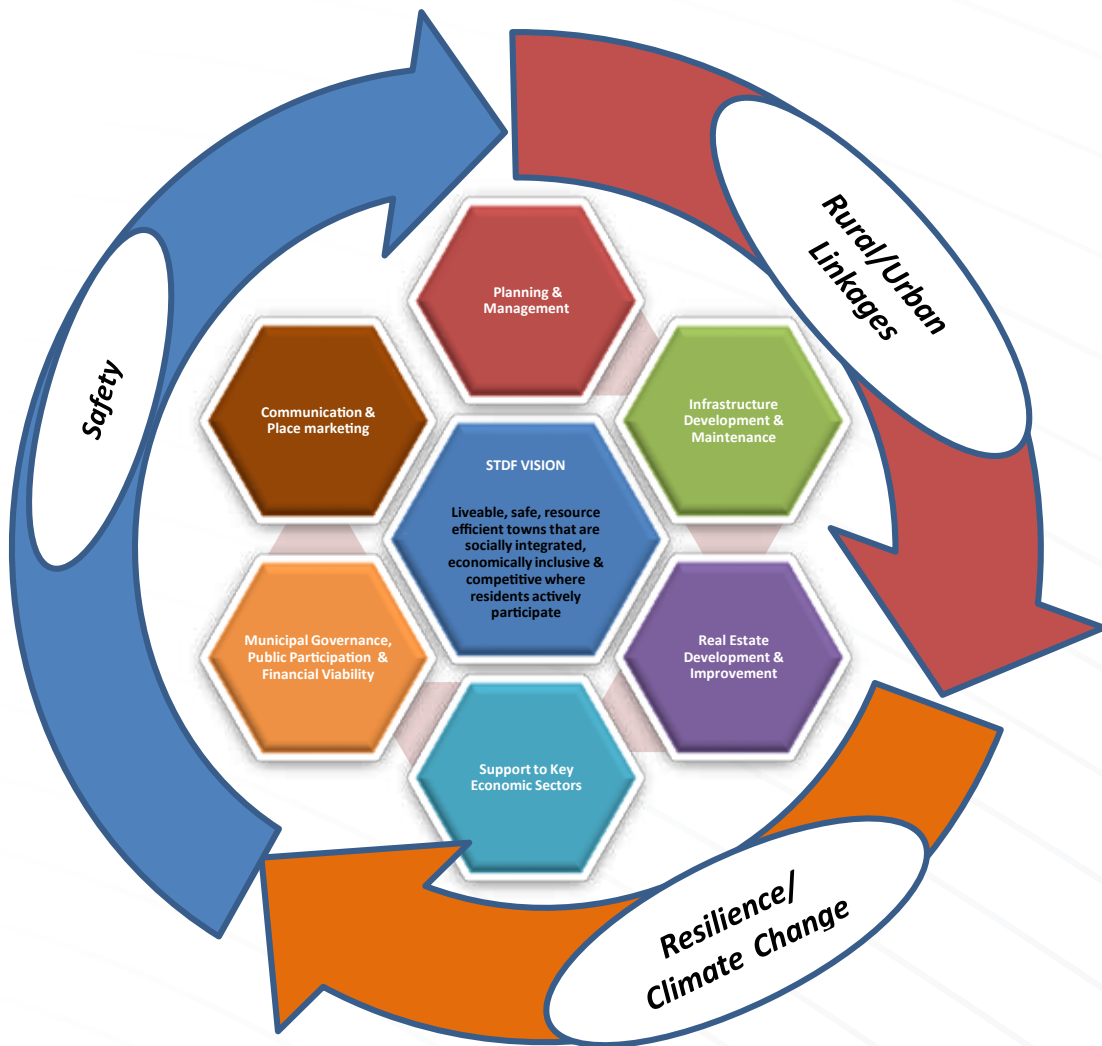 Rural/Urban
Linkages
Planning &
Management
Safety
Communication &
Place marketing
Infrastructure
Development &
Maintenance
STDF VISION
Liveable, safe, resource
efficient towns that are
socially integrated,
economically inclusive &
competitive where
residents actively
participate
Municipal Governance,
Public Participation &
Financial Viability
Real Estate
Development &
Improvement
Support to Key
Economic Sectors
Resilience/
Climate Change